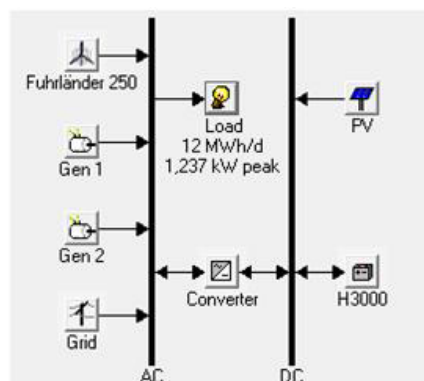 Fuhrländer 250
Load
12 MWh/d
1,237 kW peak
PV
Gen 1
Gen 2
Converter
H3000
Grid
AC
DC